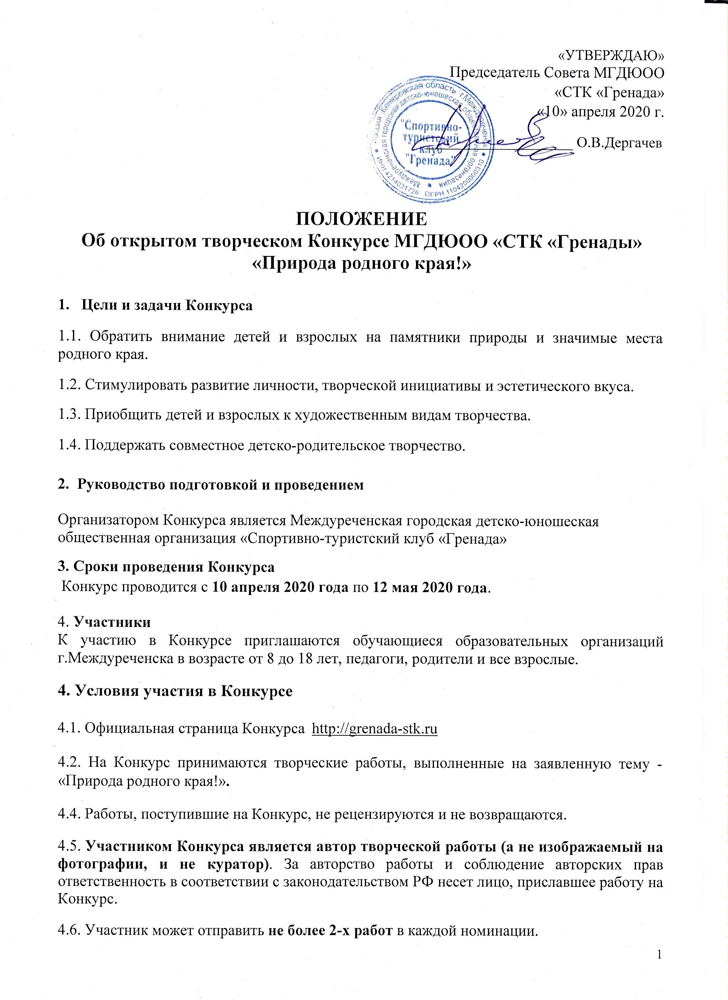 «УТВЕРЖДАЮ»
Председатель Совета МГДЮОО
«СТК «Гренада»
«10» апреля 2020 г.
О.В.Дергачев
Россия Кемеровская область г.Междуреченск
ИНН 4214031726 ОГРН 1104200000310
Междуреченская городская детско-юношеская общественная организация
"Спортивно-
туристский
клуб
"Гренада"
ПОЛОЖЕНИЕ
Об открытом творческом Конкурсе МГДЮОО «СТК «Гренады»
«Природа родного края!»
1. Цели и задачи Конкурса
1.1. Обратить внимание детей и взрослых на памятники природы и значимые места
родного края.
1.2. Стимулировать развитие личности, творческой инициативы и эстетического вкуса.
1.3. Приобщить детей и взрослых к художественным видам творчества.
1.4. Поддержать совместное детско-родительское творчество.
2. Руководство подготовкой и проведением
Организатором Конкурса является Междуреченская городская детско-юношеская
общественная организация «Спортивно-туристский клуб «Гренада»
3. Сроки проведения Конкурса
Конкурс проводится с 10 апреля 2020 года по 12 мая 2020 года.
4. Участники
К участию в Конкурсе приглашаются обучающиеся образовательных организаций
г.Междуреченска в возрасте от 8 до 18 лет, педагоги, родители и все взрослые.
4. Условия участия в Конкурсе
4.1. Официальная страница Конкурса http://grenada-stk.ru
4.2. На Конкурс принимаются творческие работы, выполненные на заявленную тему -
«Природа родного края!».
4.4. Работы, поступившие на Конкурс, не рецензируются и не возвращаются.
4.5. Участником Конкурса является автор творческой работы (а не изображаемый на
фотографии, и не куратор). За авторство работы и соблюдение авторских прав
ответственность в соответствии с законодательством РФ несет лицо, приславшее работу на
Конкурс.
4.6. Участник может отправить не более 2-х работ в каждой номинации.
1